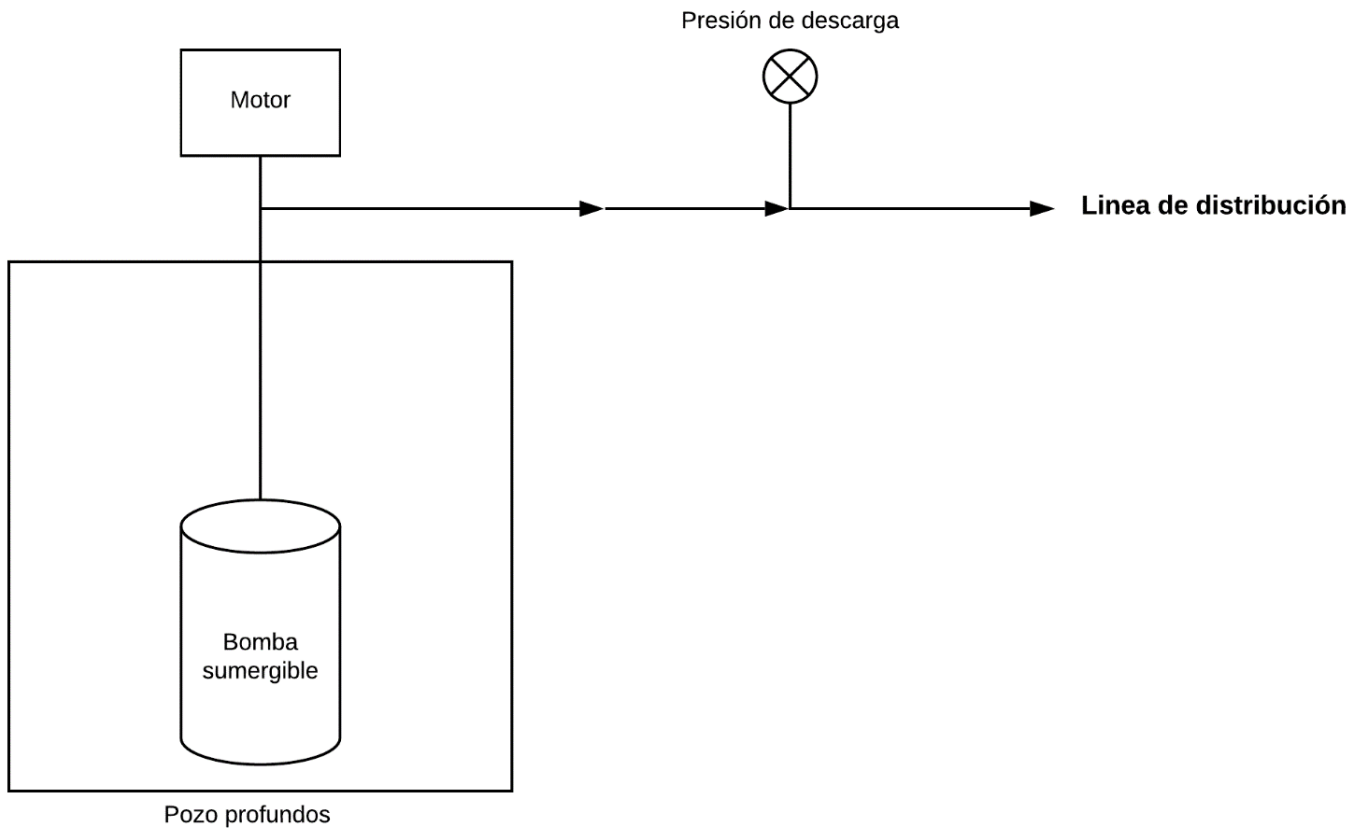 Presión de descarga
Motor
Linea de distribución
Bomba
sumergible
Pozo profundos